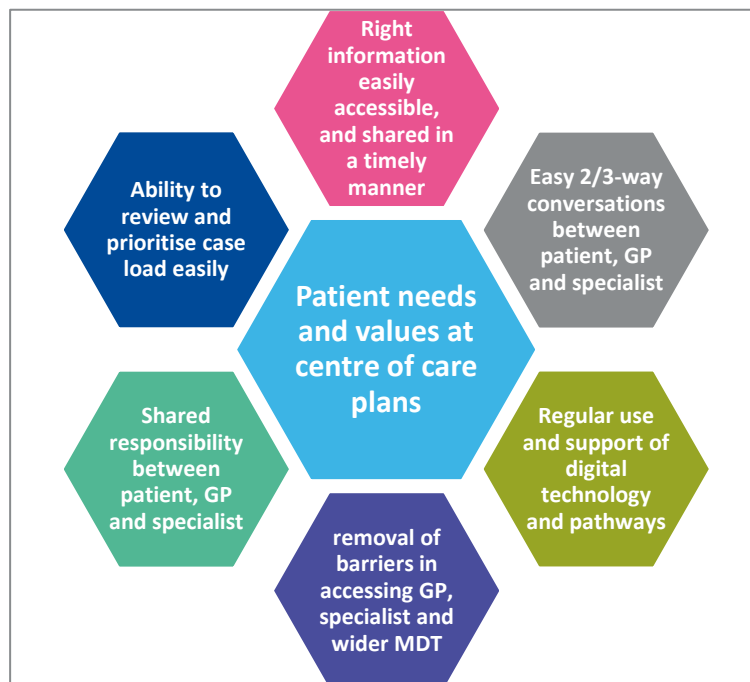 Right
information
easily
accessible,
and shared in
a timely
manner
Easy 2/3-way
conversations
between
patient, GP
and specialist
Regular use
and support of
digital
technology
and pathways
removal of
barriers in
accessing GP,
specialist and
wider MDT
Shared
responsibility
between
patient, GP
and specialist
Ability to
review and
prioritise case
load easily
Patient needs
and values at
centre of care
plans